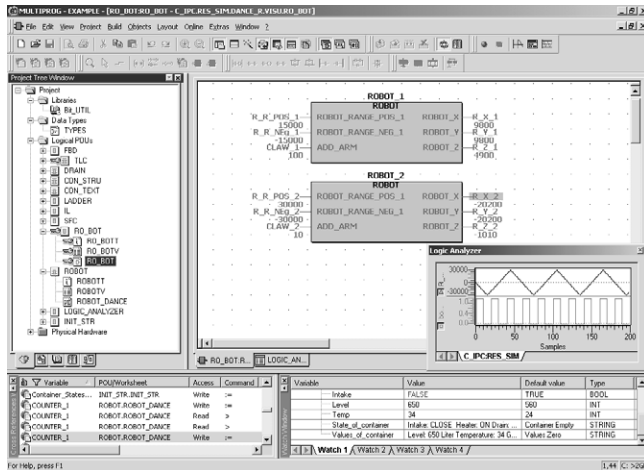 MULTIPROG - EXAMPLE - [RO_BOT:RO_BOT - C_IPC:RES_SIM.DANCE_R.VISU.RO_BOT]
File Edit View Project Build Objects Layout Online Extras Window ?
Project Tree Window
Project
Libraries
Bit_UTIL
Data Types
TYPES
Logical POUs
FBD
TLC
DRAIN
CON_STRU
CON_TEXT
LADDER
IL
SFC
RO_BOT
RO_BOTT
RO_BOTV
RO_BOT
ROBOT
ROBOTT
ROBOTV
ROBOT_DANCE
LOGIC_ANALYZER
INIT_STR
Physical Hardware
ROBOT_1
ROBOT
R_R_POS_1 ROBOT_RANGE_POS_1 ROBOT_X R_X_1
15000 9800
R_R_NEg_1 ROBOT_RANGE_NEG_1 ROBOT_Y R_Y_1
-15000 9800
CLAW_1 ADD_ARM ROBOT_Z R_Z_1
100 4900
ROBOT_2
ROBOT
R_R_POS_2 ROBOT_RANGE_POS_1 ROBOT_X R_X_2
30000 -20200
R_R_NEg_2 ROBOT_RANGE_NEG_1 ROBOT_Y R_Y_2
-30000 -20200
CLAW_2 ADD_ARM ROBOT_Z R_Z_2
10 -1010
Logic Analyzer
30000
-30000
1.0
0.0
0 50 100 150 200
Samples
C_IPC:RES_SIM
RO_BOT:R... LOGIC_AN...
Variable POU/Worksheet Access Command
Container_States... INIT_STR.INIT_STR Write :=
COUNTER_1 ROBOT.ROBOT_DANCE Write :=
COUNTER_1 ROBOT.ROBOT_DANCE Read >
COUNTER_1 ROBOT.ROBOT_DANCE Read >
COUNTER_1 ROBOT.ROBOT_DANCE Write :=
Variable Value Default value Type
Intake FALSE TRUE BOOL
Level 650 560 INT
Temp 34 24 INT
State_of_container Intake: CLOSE Heater: ON Drain: Container Empty STRING
Values_of_container Level: 650 Liter Temperature: 34 G... Values Zero STRING
Watch 1 Watch 2 Watch 3 Watch 4
For Help, press F1